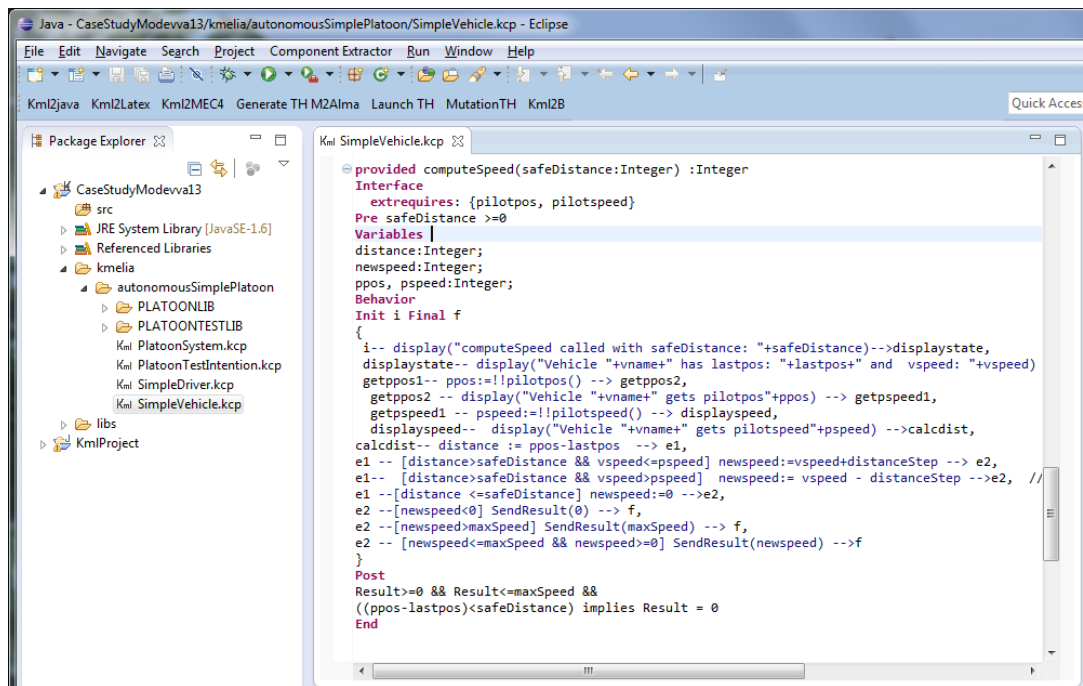 Java - CaseStudyModevva13/kmelia/autonomousSimplePlatoon/SimpleVehicle.kcp - Eclipse
File Edit Navigate Search Project Component Extractor Run Window Help
Kml2java Kml2Latex Kml2MEC4 Generate TH M2Alma Launch TH MutationTH Kml2B
Quick Acces
Package Explorer
CaseStudyModevva13
src
JRE System Library [JavaSE-1.6]
Referenced Libraries
kmelia
autonomousSimplePlatoon
PLATOONLIB
PLATOONTESTLIB
Kml PlatoonSystem.kcp
Kml PlatoonTestIntention.kcp
Kml SimpleDriver.kcp
Kml SimpleVehicle.kcp
libs
KmlProject
Kml SimpleVehicle.kcp
provided computeSpeed(safeDistance:Integer) :Integer
Interface
extrequires: {pilotpos, pilotspeed}
Pre safeDistance >=0
Variables
distance:Integer;
newspeed:Integer;
ppos, pspeed:Integer;
Behavior
Init i Final f
{
i-- display("computeSpeed called with safeDistance: "+safeDistance)-->displaystate,
displaystate-- display("Vehicle "+vname+" has lastpos: "+lastpos+" and  vspeed: "+vspeed)
getppos1-- ppos:=!!pilotpos() --> getppos2,
getppos2 -- display("Vehicle "+vname+" gets pilotpos"+ppos) --> getpspeed1,
getpspeed1 -- pspeed:=!!pilotspeed() --> displayspeed,
displayspeed--  display("Vehicle "+vname+" gets pilotspeed"+pspeed) -->calcdist,
calcdist-- distance := ppos-lastpos  --> e1,
e1 -- [distance>safeDistance && vspeed<=pspeed] newspeed:=vspeed+distanceStep --> e2,
e1--  [distance>safeDistance && vspeed>pspeed]  newspeed:= vspeed - distanceStep -->e2,  //
e1 --[distance <=safeDistance] newspeed:=0 -->e2,
e2 --[newspeed<0] SendResult(0) --> f,
e2 --[newspeed>maxSpeed] SendResult(maxSpeed) --> f,
e2 -- [newspeed<=maxSpeed && newspeed>=0] SendResult(newspeed) -->f
}
Post
Result>=0 && Result<=maxSpeed &&
((ppos-lastpos)<safeDistance) implies Result = 0
End